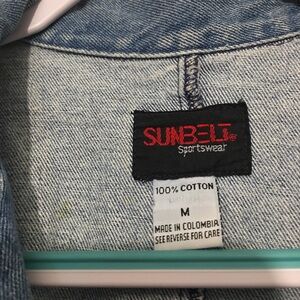 SUNBELT®
Sportswear
100% COTTON
M
MADE IN COLOMBIA
SEE REVERSE FOR CARE